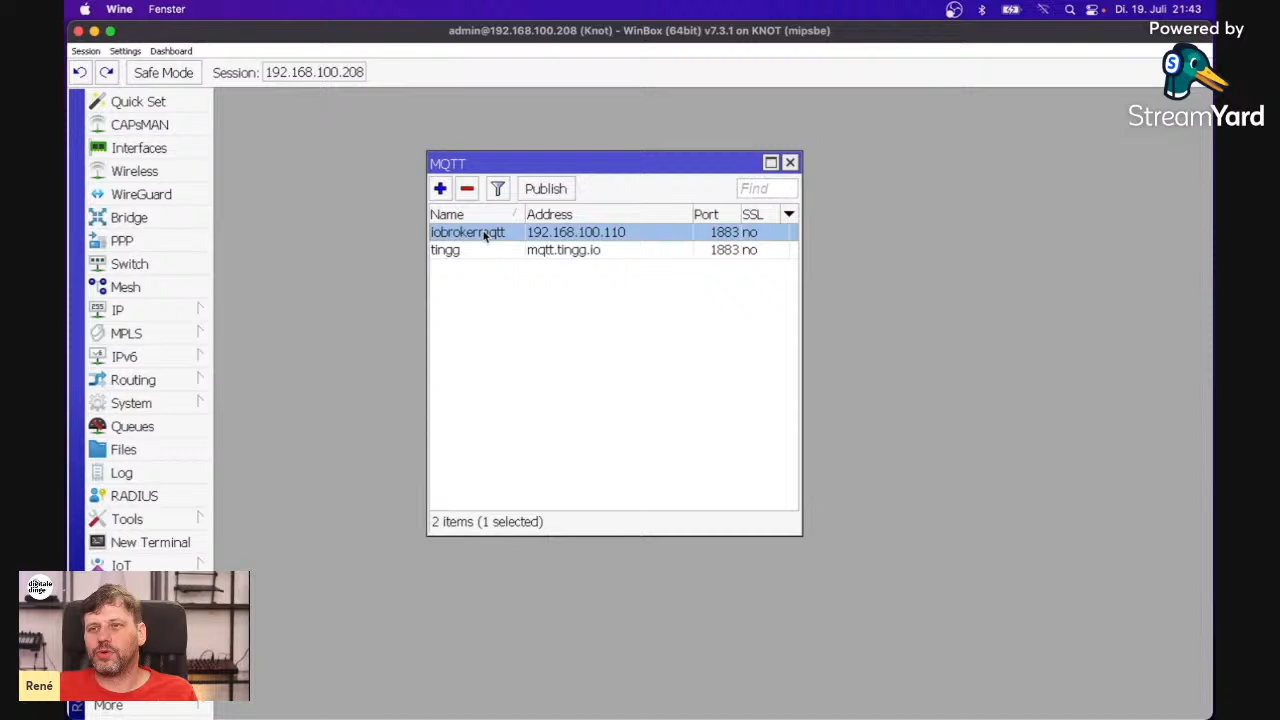 Wine Fenster
Di. 19. Juli 21:43
admin@192.168.100.208 (Knot) - WinBox (64bit) v7.3.1 on KNOT (mipsbe)
Powered by
StreamYard
Session Settings Dashboard
Safe Mode Session: 192.168.100.208
Quick Set
CAPsMAN
Interfaces
Wireless
WireGuard
Bridge
PPP
Switch
Mesh
IP
MPLS
IPv6
Routing
System
Queues
Files
Log
RADIUS
Tools
New Terminal
IoT
More
MQTT
Publish Find
Name Address Port SSL
iobrokermqtt 192.168.100.110 1883 no
tingg mqtt.tingg.io 1883 no
2 items (1 selected)
digitale
dinge
René